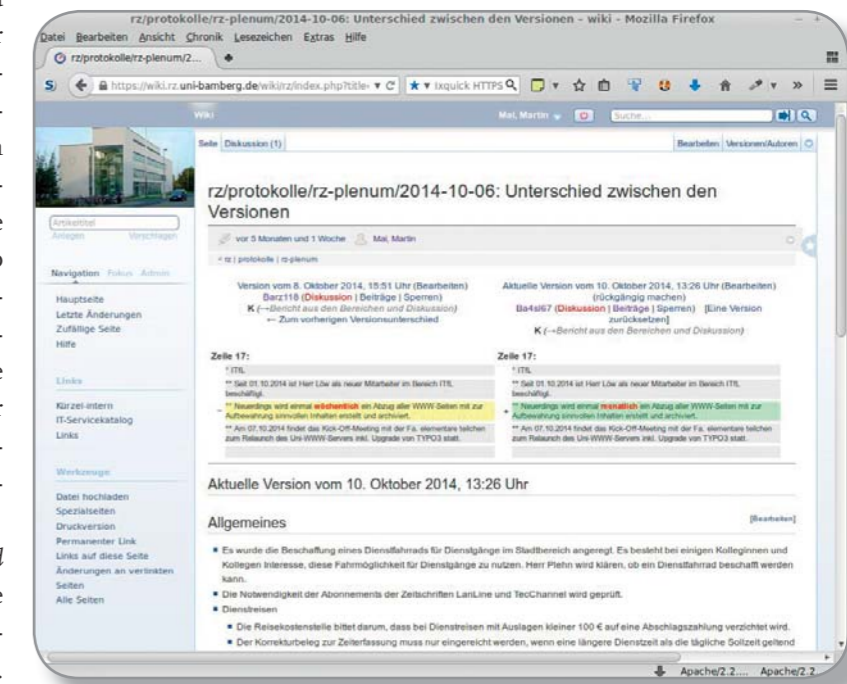 rz/protokolle/rz-plenum/2014-10-06: Unterschied zwischen den Versionen - wiki - Mozilla Firefox
Datei Bearbeiten Ansicht Chronik Lesezeichen Extras Hilfe
rz/protokolle/rz-plenum/2...
https://wiki.rz.uni-bamberg.de/wiki/rz/index.php?title=
Ixquick HTTPS
Wiki
Mai, Martin
Suche...
Seite Diskussion (1)
Bearbeiten Versionen/Autoren
rz/protokolle/rz-plenum/2014-10-06: Unterschied zwischen den
Versionen
Artikeltitel
Anlegen Vorschlagen
vor 5 Monaten und 1 Woche Mai, Martin
rz | protokolle | rz-plenum
Navigation Fokus Admin
Hauptseite
Letzte Änderungen
Zufällige Seite
Hilfe
Links
Kürzel-intern
IT-Servicekatalog
Links
Werkzeuge
Datei hochladen
Spezialseiten
Druckversion
Permanenter Link
Links auf diese Seite
Änderungen an verlinkten
Seiten
Alle Seiten
Version vom 8. Oktober 2014, 15:51 Uhr (Bearbeiten)
Barz118 (Diskussion | Beiträge | Sperren)
K (→Bericht aus den Bereichen und Diskussion)
← Zum vorherigen Versionsunterschied
Aktuelle Version vom 10. Oktober 2014, 13:26 Uhr (Bearbeiten)
(rückgängig machen)
Ba4sl67 (Diskussion | Beiträge | Sperren) [Eine Version
zurücksetzen]
K (→Bericht aus den Bereichen und Diskussion)
Zeile 17:
* ITfL
** Seit 01.10.2014 ist Herr Löw als neuer Mitarbeiter im Bereich ITfL
beschäftigt.
– ** Neuerdings wird einmal wöchentlich ein Abzug aller WWW-Seiten mit zur
Aufbewahrung sinnvollen Inhalten erstellt und archiviert.
** Am 07.10.2014 findet das Kick-Off-Meeting mit der Fa. elementare teilchen
zum Relaunch des Uni-WWW-Servers inkl. Upgrade von TYPO3 statt.
Zeile 17:
* ITfL
** Seit 01.10.2014 ist Herr Löw als neuer Mitarbeiter im Bereich ITfL
beschäftigt.
+ ** Neuerdings wird einmal monatlich ein Abzug aller WWW-Seiten mit zur
Aufbewahrung sinnvollen Inhalten erstellt und archiviert.
** Am 07.10.2014 findet das Kick-Off-Meeting mit der Fa. elementare teilchen
zum Relaunch des Uni-WWW-Servers inkl. Upgrade von TYPO3 statt.
Aktuelle Version vom 10. Oktober 2014, 13:26 Uhr
Allgemeines
[Bearbeiten]
Es wurde die Beschaffung eines Dienstfahrrads für Dienstgänge im Stadtbereich angeregt. Es besteht bei einigen Kolleginnen und
Kollegen Interesse, diese Fahrmöglichkeit für Dienstgänge zu nutzen. Herr Plehn wird klären, ob ein Dienstfahrrad beschafft werden
kann.
Die Notwendigkeit der Abonnements der Zeitschriften LanLine und TecChannel wird geprüft.
Dienstreisen
Die Reisekostenstelle bittet darum, dass bei Dienstreisen mit Auslagen kleiner 100 € auf eine Abschlagszahlung verzichtet wird.
Der Korrekturbeleg zur Zeiterfassung muss nur eingereicht werden, wenn eine längere Dienstzeit als die tägliche Sollzeit geltend
Apache/2.2.... Apache/2.2